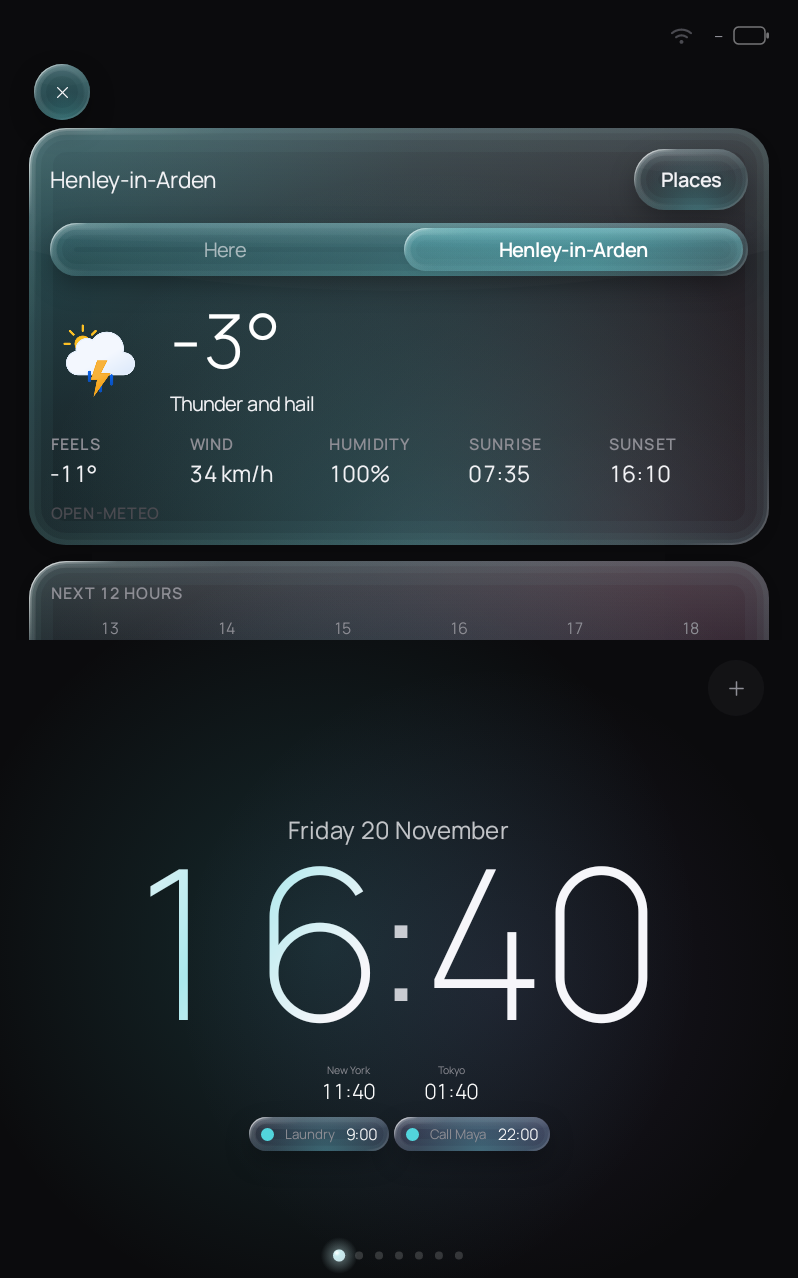 –
Henley-in-Arden
Places
Here
Henley-in-Arden
-3°
Thunder and hail
FEELS WIND HUMIDITY SUNRISE SUNSET
-11° 34 km/h 100% 07:35 16:10
OPEN-METEO
NEXT 12 HOURS
13 14 15 16 17 18
Friday 20 November
16:40
New York Tokyo
11:40 01:40
Laundry 9:00 Call Maya 22:00